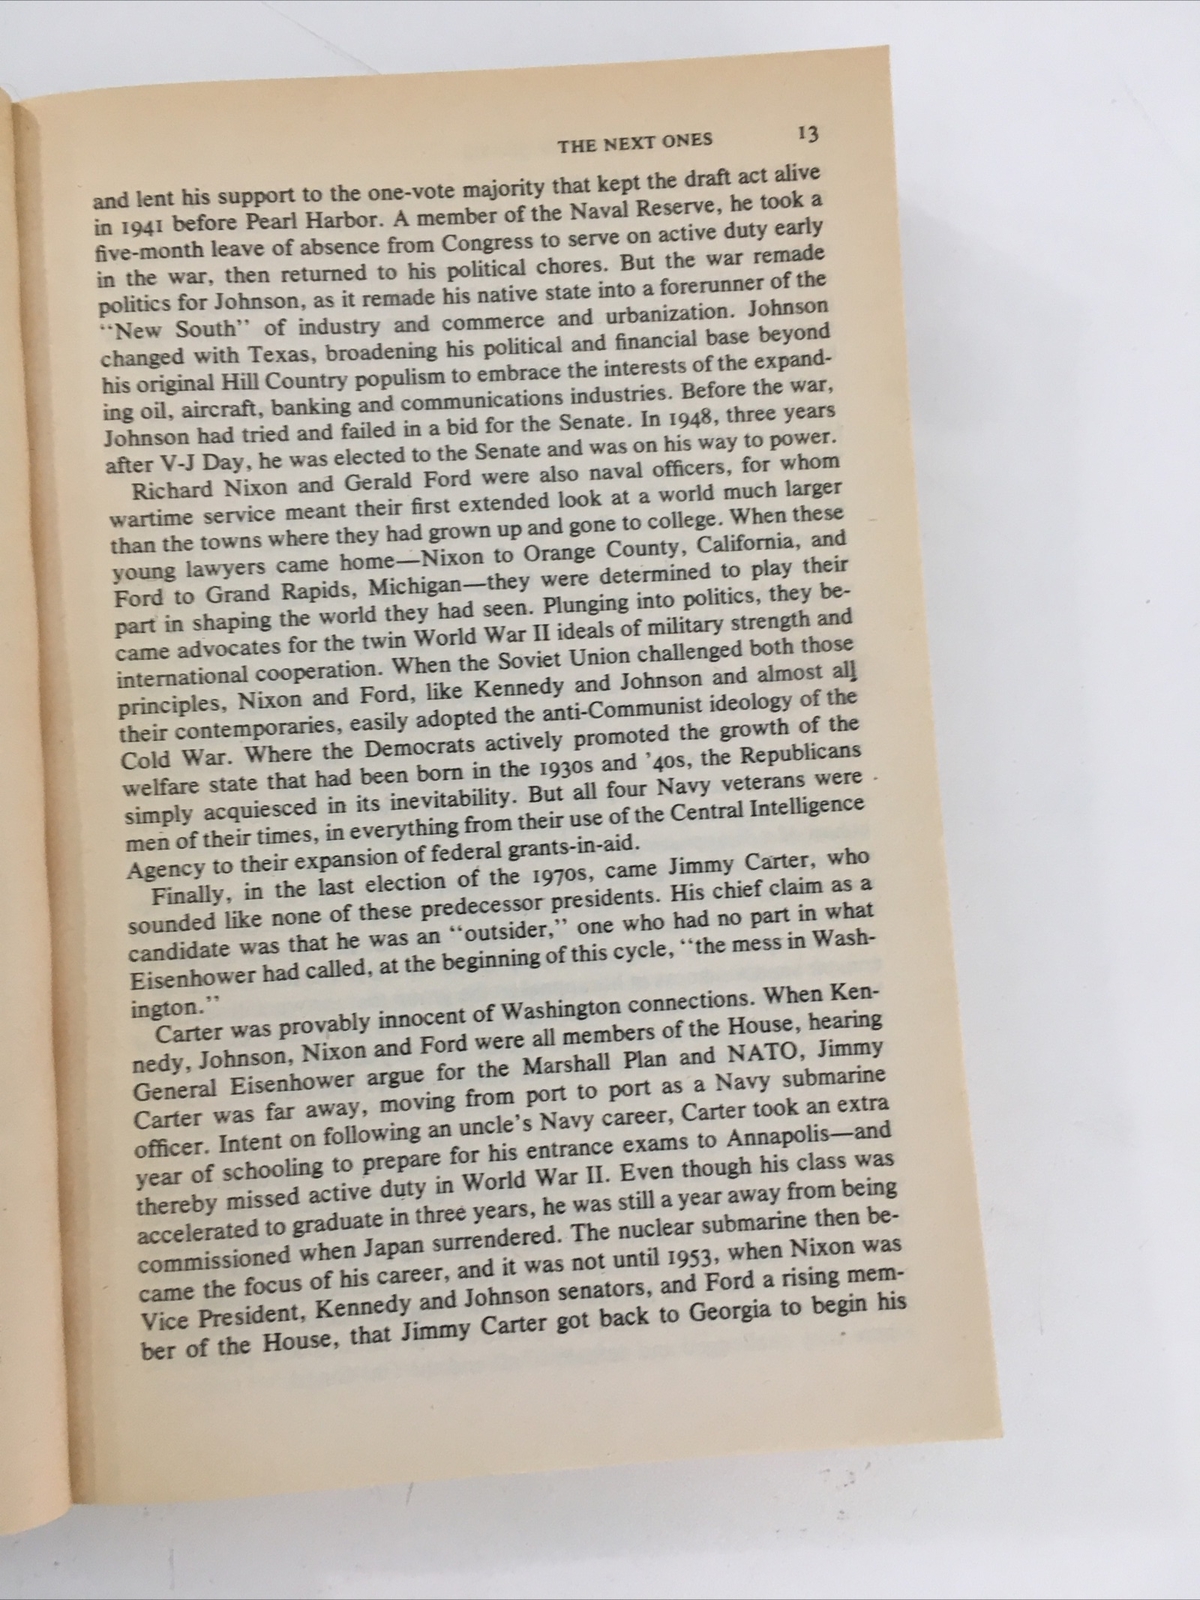 THE NEXT ONES 13
and lent his support to the one-vote majority that kept the draft act alive
in 1941 before Pearl Harbor. A member of the Naval Reserve, he took a
five-month leave of absence from Congress to serve on active duty early
in the war, then returned to his political chores. But the war remade
politics for Johnson, as it remade his native state into a forerunner of the
“New South” of industry and commerce and urbanization. Johnson
changed with Texas, broadening his political and financial base beyond
his original Hill Country populism to embrace the interests of the expand-
ing oil, aircraft, banking and communications industries. Before the war,
Johnson had tried and failed in a bid for the Senate. In 1948, three years
after V-J Day, he was elected to the Senate and was on his way to power.
Richard Nixon and Gerald Ford were also naval officers, for whom
wartime service meant their first extended look at a world much larger
than the towns where they had grown up and gone to college. When these
young lawyers came home—Nixon to Orange County, California, and
Ford to Grand Rapids, Michigan—they were determined to play their
part in shaping the world they had seen. Plunging into politics, they be-
came advocates for the twin World War II ideals of military strength and
international cooperation. When the Soviet Union challenged both those
principles, Nixon and Ford, like Kennedy and Johnson and almost all
their contemporaries, easily adopted the anti-Communist ideology of the
Cold War. Where the Democrats actively promoted the growth of the
welfare state that had been born in the 1930s and ’40s, the Republicans
simply acquiesced in its inevitability. But all four Navy veterans were
men of their times, in everything from their use of the Central Intelligence
Agency to their expansion of federal grants-in-aid.
Finally, in the last election of the 1970s, came Jimmy Carter, who
sounded like none of these predecessor presidents. His chief claim as a
candidate was that he was an “outsider,” one who had no part in what
Eisenhower had called, at the beginning of this cycle, “the mess in Wash-
ington.”
Carter was provably innocent of Washington connections. When Ken-
nedy, Johnson, Nixon and Ford were all members of the House, hearing
General Eisenhower argue for the Marshall Plan and NATO, Jimmy
Carter was far away, moving from port to port as a Navy submarine
officer. Intent on following an uncle’s Navy career, Carter took an extra
year of schooling to prepare for his entrance exams to Annapolis—and
thereby missed active duty in World War II. Even though his class was
accelerated to graduate in three years, he was still a year away from being
commissioned when Japan surrendered. The nuclear submarine then be-
came the focus of his career, and it was not until 1953, when Nixon was
Vice President, Kennedy and Johnson senators, and Ford a rising mem-
ber of the House, that Jimmy Carter got back to Georgia to begin his